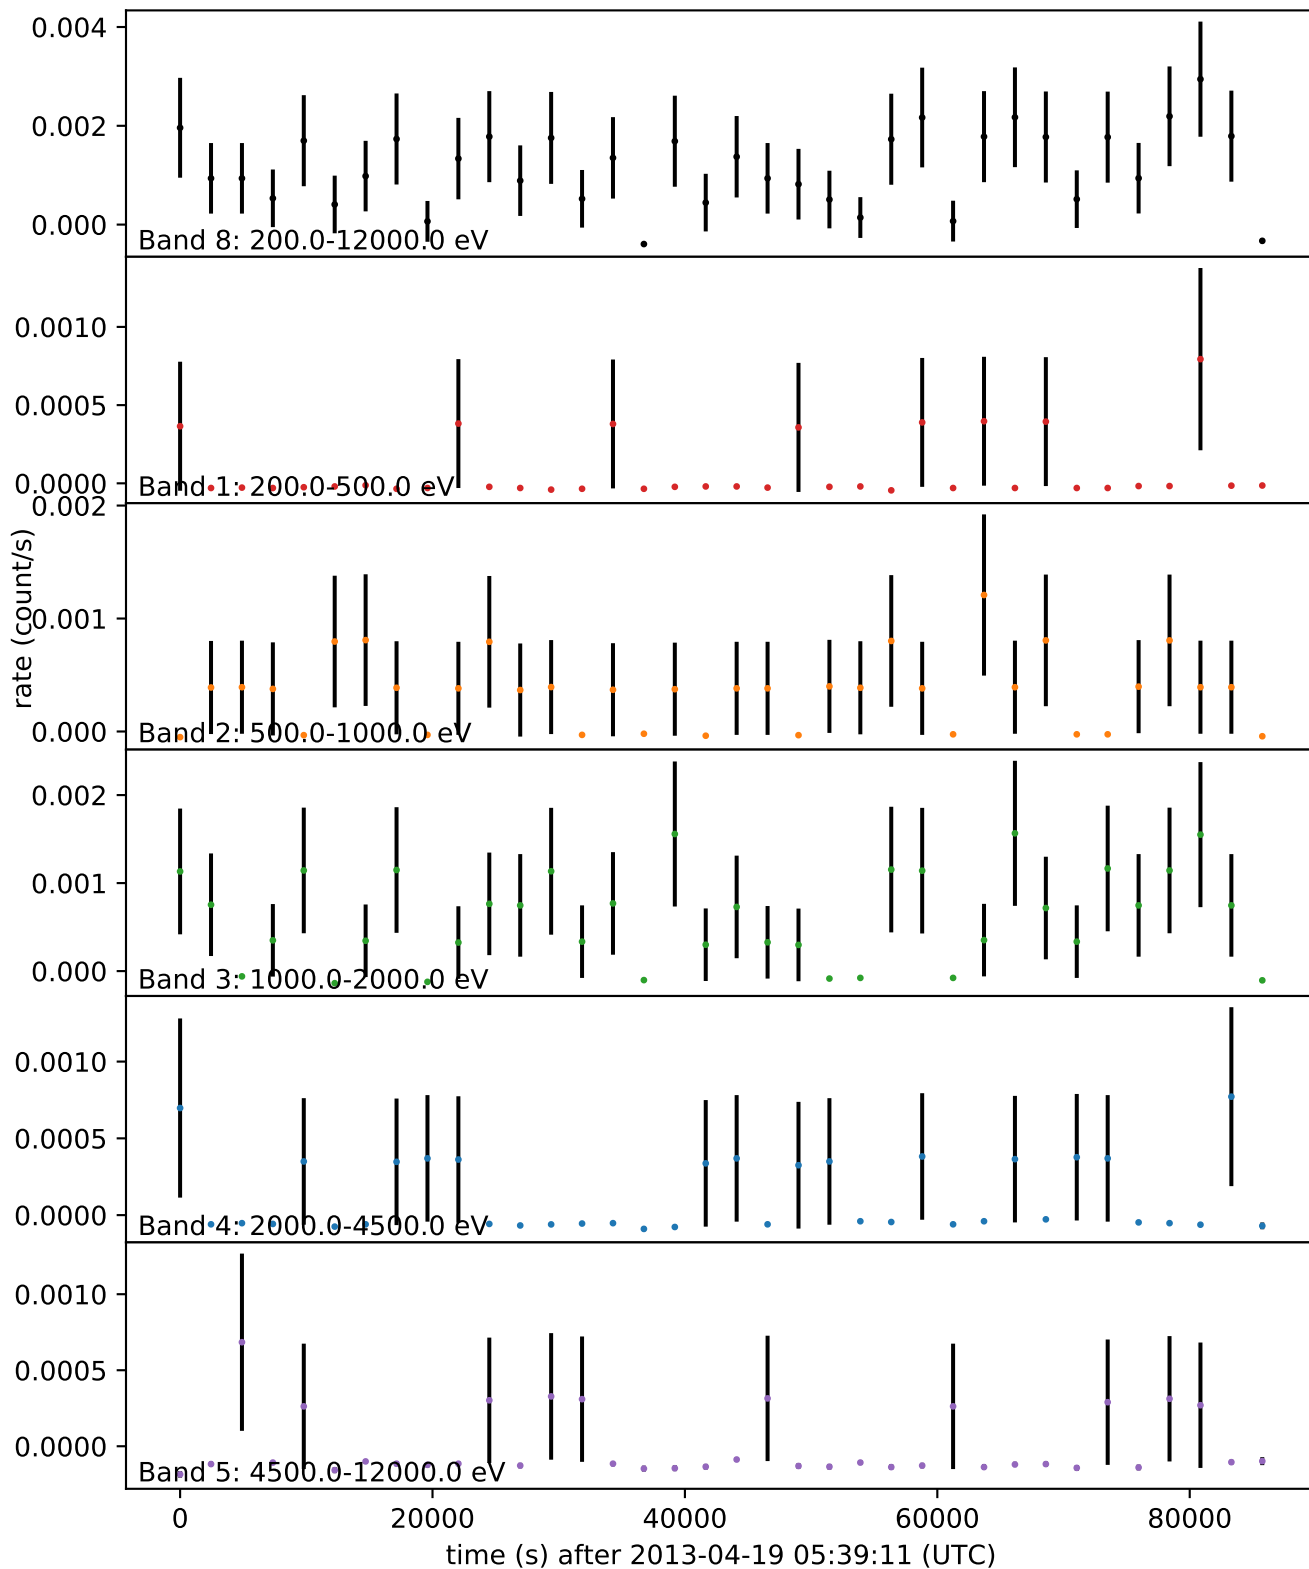 0.004
0.002
0.000
Band 8: 200.0-12000.0 eV
0.0010
0.0005
0.0000
Band 1: 200.0-500.0 eV
rate (count/s)
0.002
0.001
0.000
Band 2: 500.0-1000.0 eV
0.002
0.001
0.000
Band 3: 1000.0-2000.0 eV
0.0010
0.0005
0.0000
Band 4: 2000.0-4500.0 eV
0.0010
0.0005
0.0000
Band 5: 4500.0-12000.0 eV
0 20000 40000 60000 80000
time (s) after 2013-04-19 05:39:11 (UTC)